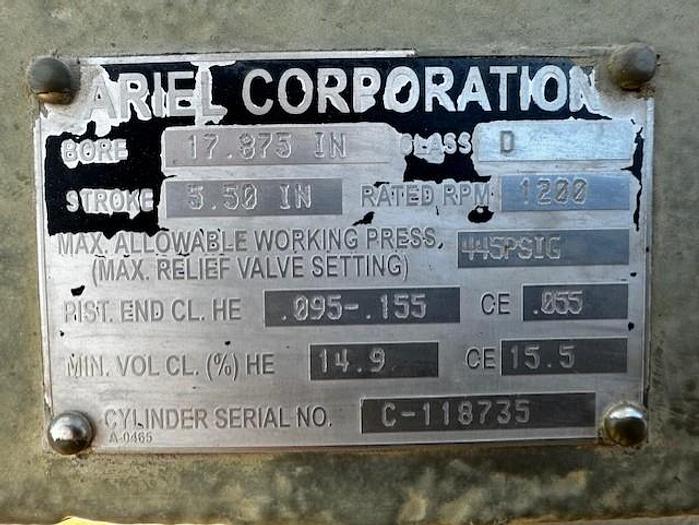 ARIEL CORPORATION
BORE 17.875 IN CLASS D
STROKE 5.50 IN RATED RPM 1200
MAX. ALLOWABLE WORKING PRESS. 445PSIG
(MAX. RELIEF VALVE SETTING)
PIST. END CL. HE .095-.155 CE .055
MIN. VOL CL. (%) HE 14.9 CE 15.5
CYLINDER SERIAL NO. C-118735
A-0465